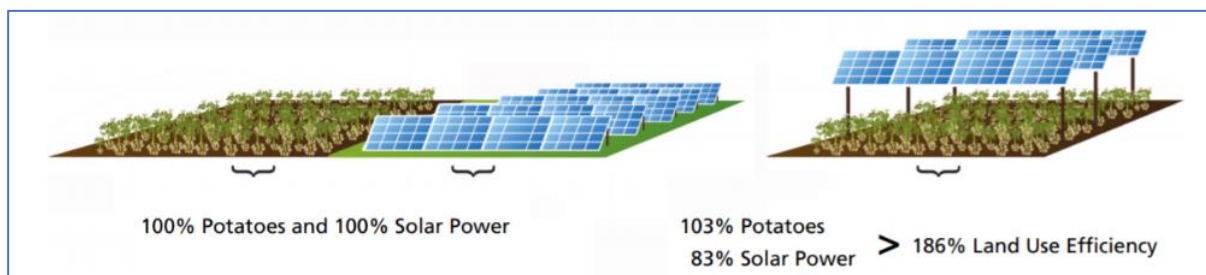 100% Potatoes and 100% Solar Power
103% Potatoes
83% Solar Power
> 186% Land Use Efficiency